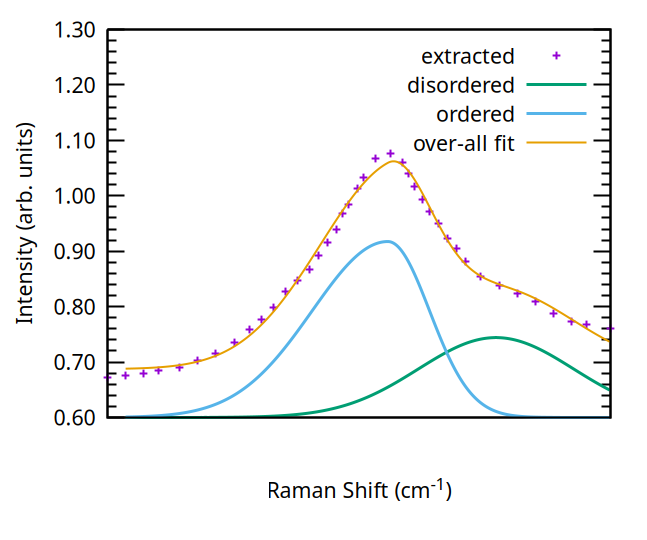 1.30
1.20
1.10
1.00
0.90
0.80
0.70
0.60
Intensity (arb. units)
extracted
disordered
ordered
over-all fit
Raman Shift (cm-1)